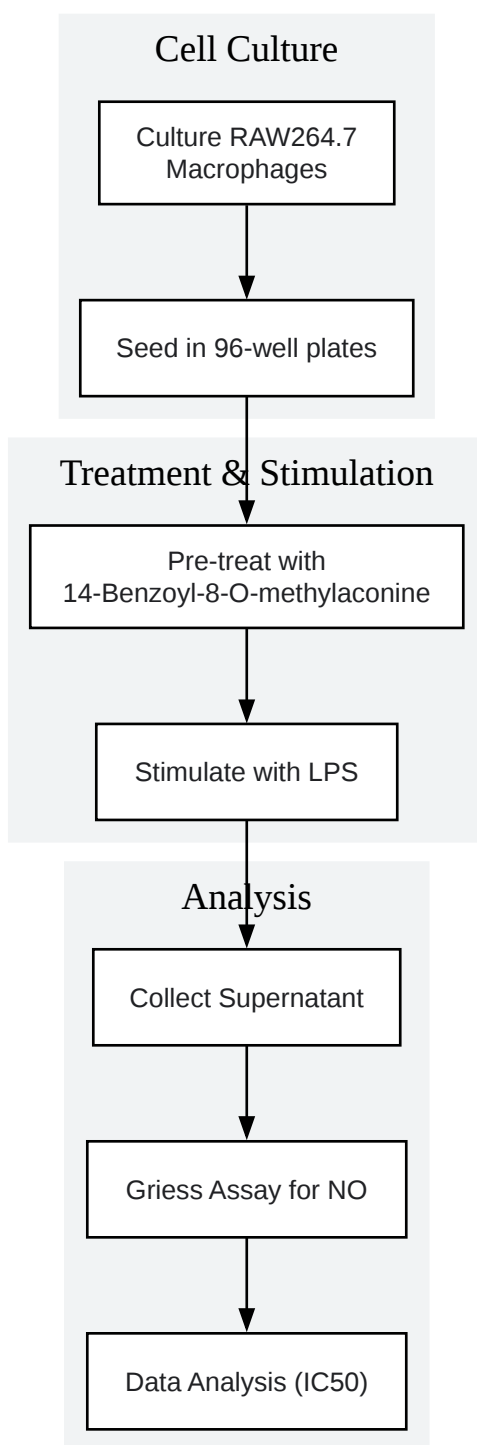 Cell Culture
Culture RAW264.7
Macrophages
Seed in 96-well plates
Treatment & Stimulation
Pre-treat with
14-Benzoyl-8-O-methylaconine
Stimulate with LPS
Analysis
Collect Supernatant
Griess Assay for NO
Data Analysis (IC50)